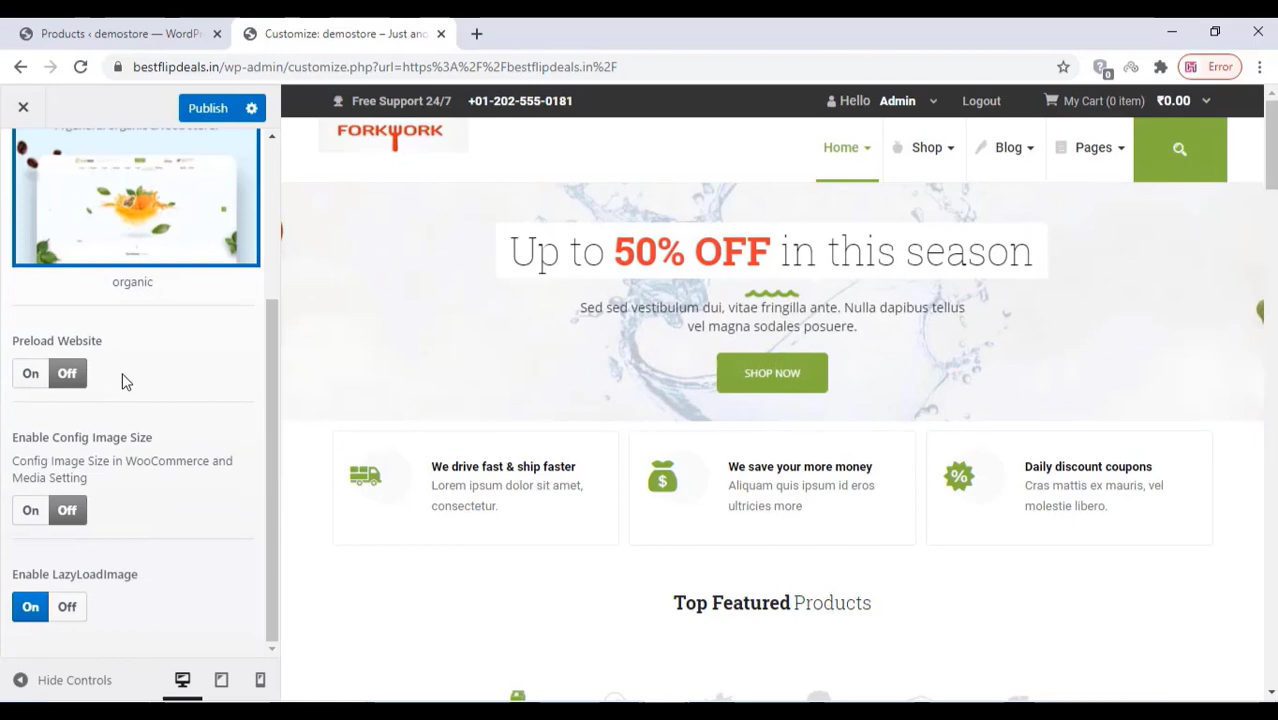 Products ‹ demostore — WordPr
Customize: demostore – Just ano
bestflipdeals.in/wp-admin/customize.php?url=https%3A%2F%2Fbestflipdeals.in%2F
0
Error
Publish
Free Support 24/7 +01-202-555-0181
Hello Admin
Logout
My Cart (0 item) ₹0.00
FORKWORK
Home
Shop
Blog
Pages
organic
Preload Website
On Off
Enable Config Image Size
Config Image Size in WooCommerce and
Media Setting
On Off
Enable LazyLoadImage
On Off
Hide Controls
Up to 50% OFF in this season
Sed sed vestibulum dui, vitae fringilla ante. Nulla dapibus tellus
vel magna sodales posuere.
SHOP NOW
We drive fast & ship faster
Lorem ipsum dolor sit amet,
consectetur.
We save your more money
Aliquam quis ipsum id eros
ultricies more
Daily discount coupons
Cras mattis ex mauris, vel
molestie libero.
Top Featured Products